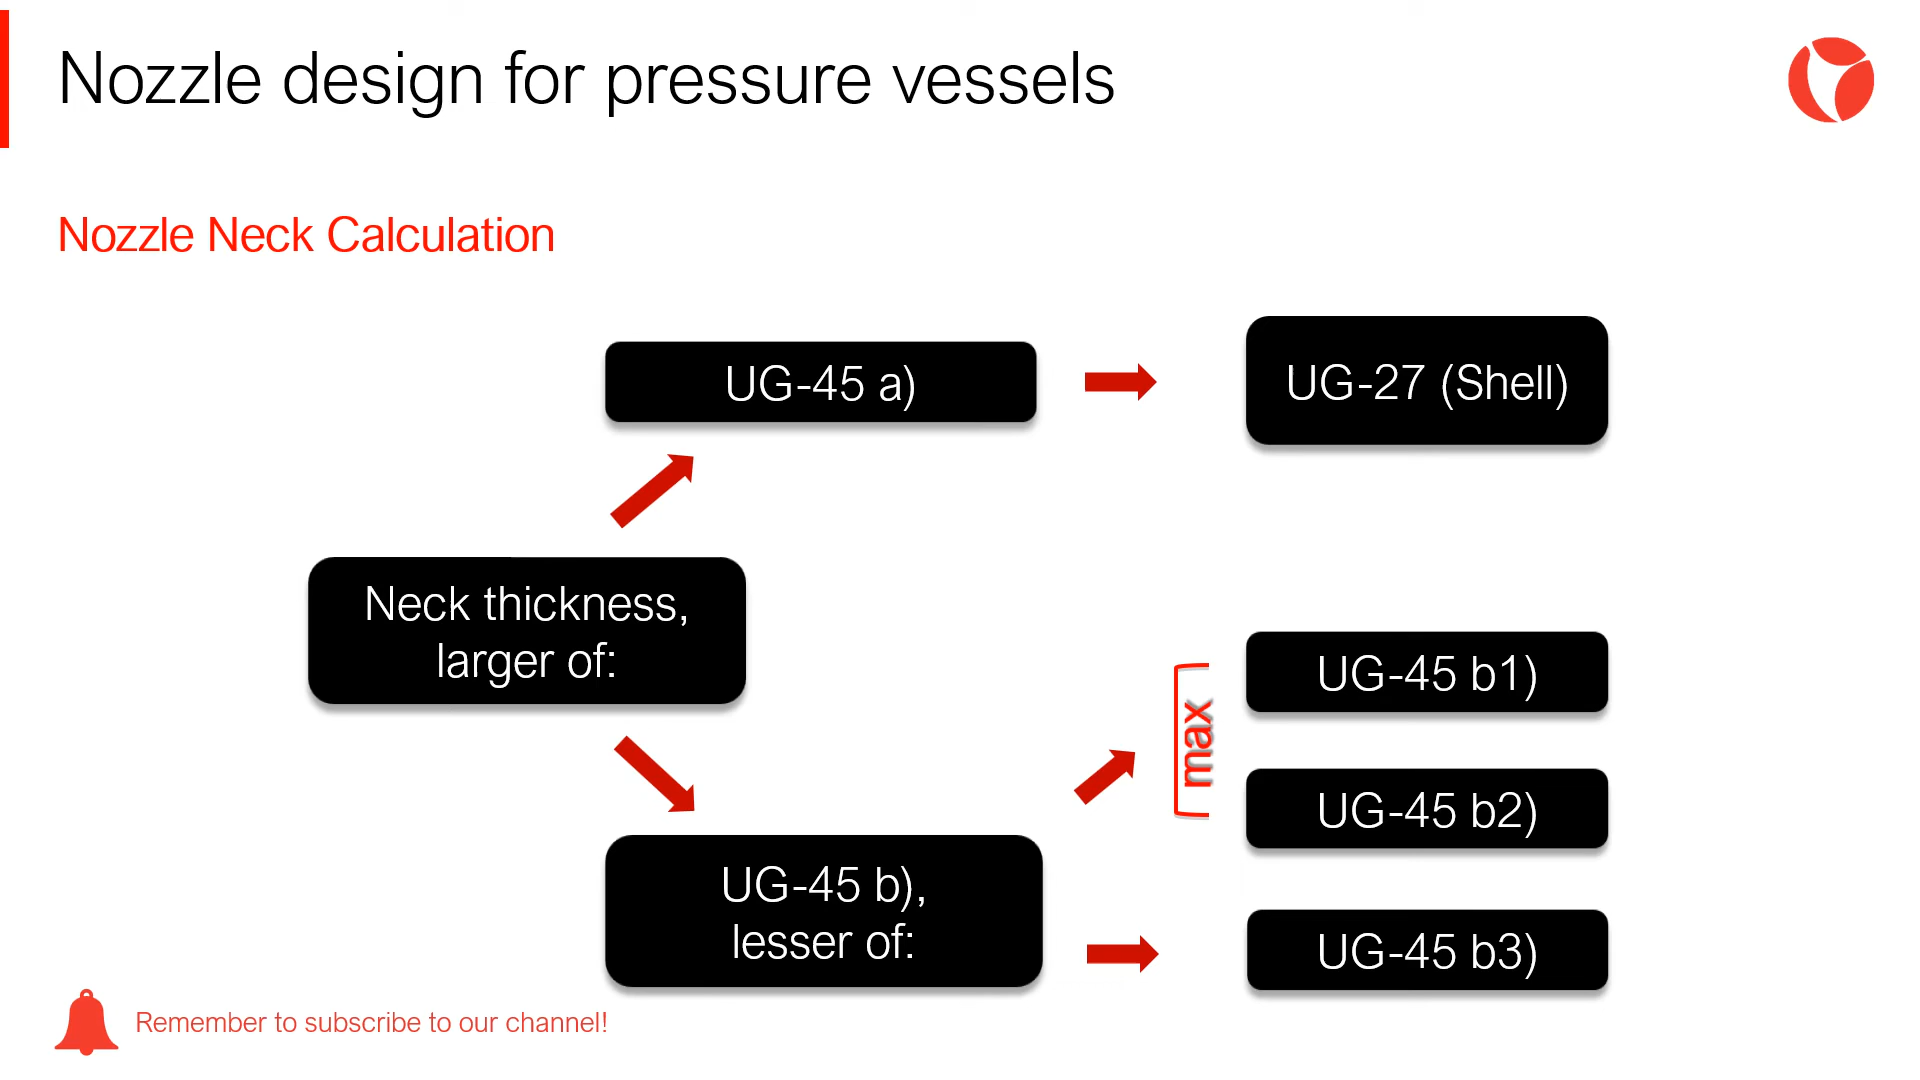 Nozzle design for pressure vessels
Nozzle Neck Calculation
UG-45 a)
UG-27 (Shell)
Neck thickness,
larger of:
UG-45 b),
lesser of:
max
UG-45 b1)
UG-45 b2)
UG-45 b3)
Remember to subscribe to our channel!